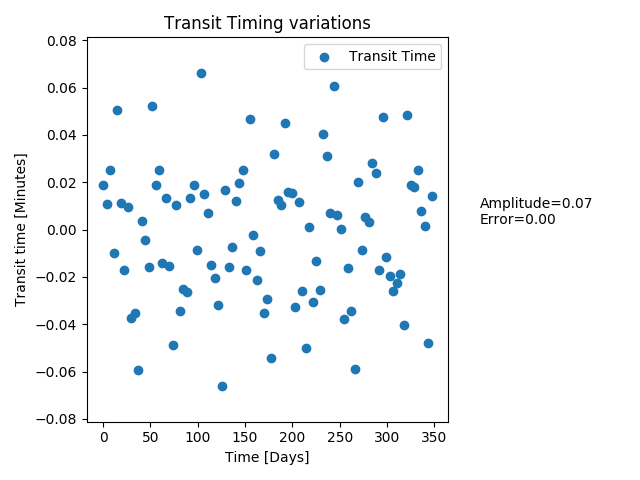 Transit Timing variations
Transit Time
0.08
0.06
0.04
0.02
0.00
−0.02
−0.04
−0.06
−0.08
Transit time [Minutes]
0 50 100 150 200 250 300 350
Time [Days]
Amplitude=0.07
Error=0.00